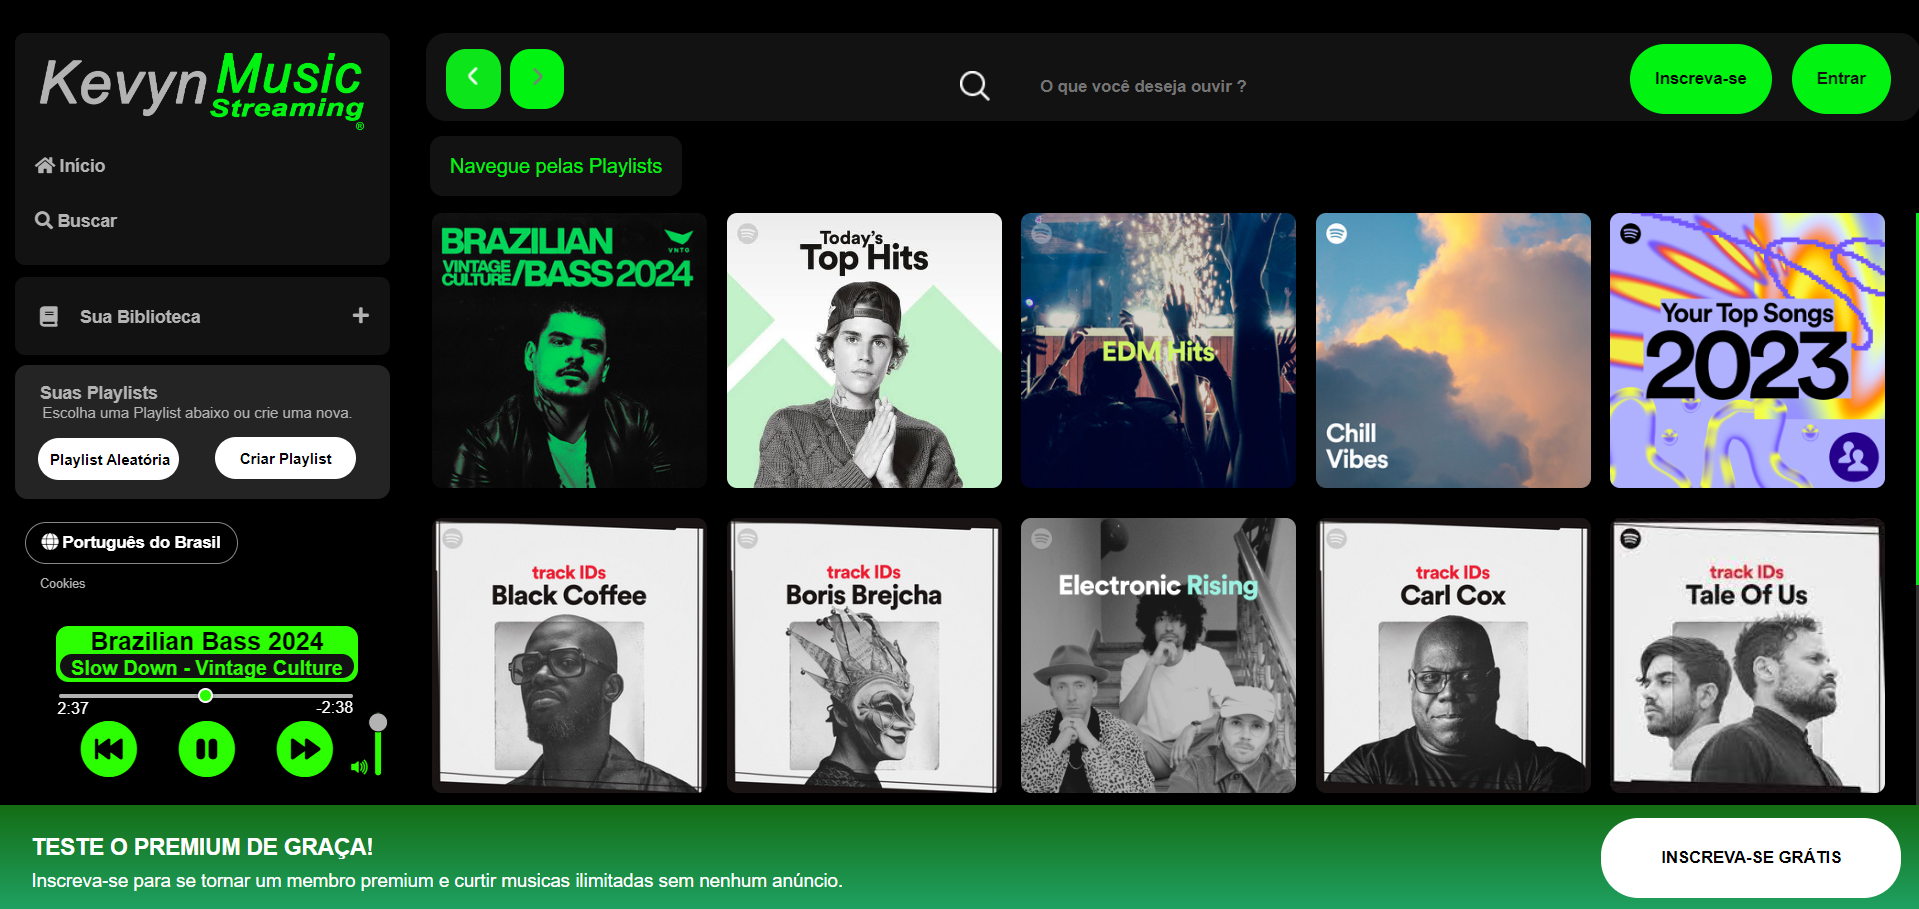 Kevyn Music
Streaming
®
Início
Buscar
Sua Biblioteca
Suas Playlists
Escolha uma Playlist abaixo ou crie uma nova.
Playlist Aleatória
Criar Playlist
Português do Brasil
Cookies
Brazilian Bass 2024
Slow Down - Vintage Culture
2:37
-2:38
O que você deseja ouvir ?
Inscreva-se
Entrar
Navegue pelas Playlists
BRAZILIAN
VNTG
VINTAGE
CULTURE/BASS 2024
Today's
Top Hits
EDM Hits
Chill
Vibes
Your Top Songs
2023
track IDs
Black Coffee
track IDs
Boris Brejcha
Electronic Rising
track IDs
Carl Cox
track IDs
Tale Of Us
TESTE O PREMIUM DE GRAÇA!
Inscreva-se para se tornar um membro premium e curtir musicas ilimitadas sem nenhum anúncio.
INSCREVA-SE GRÁTIS